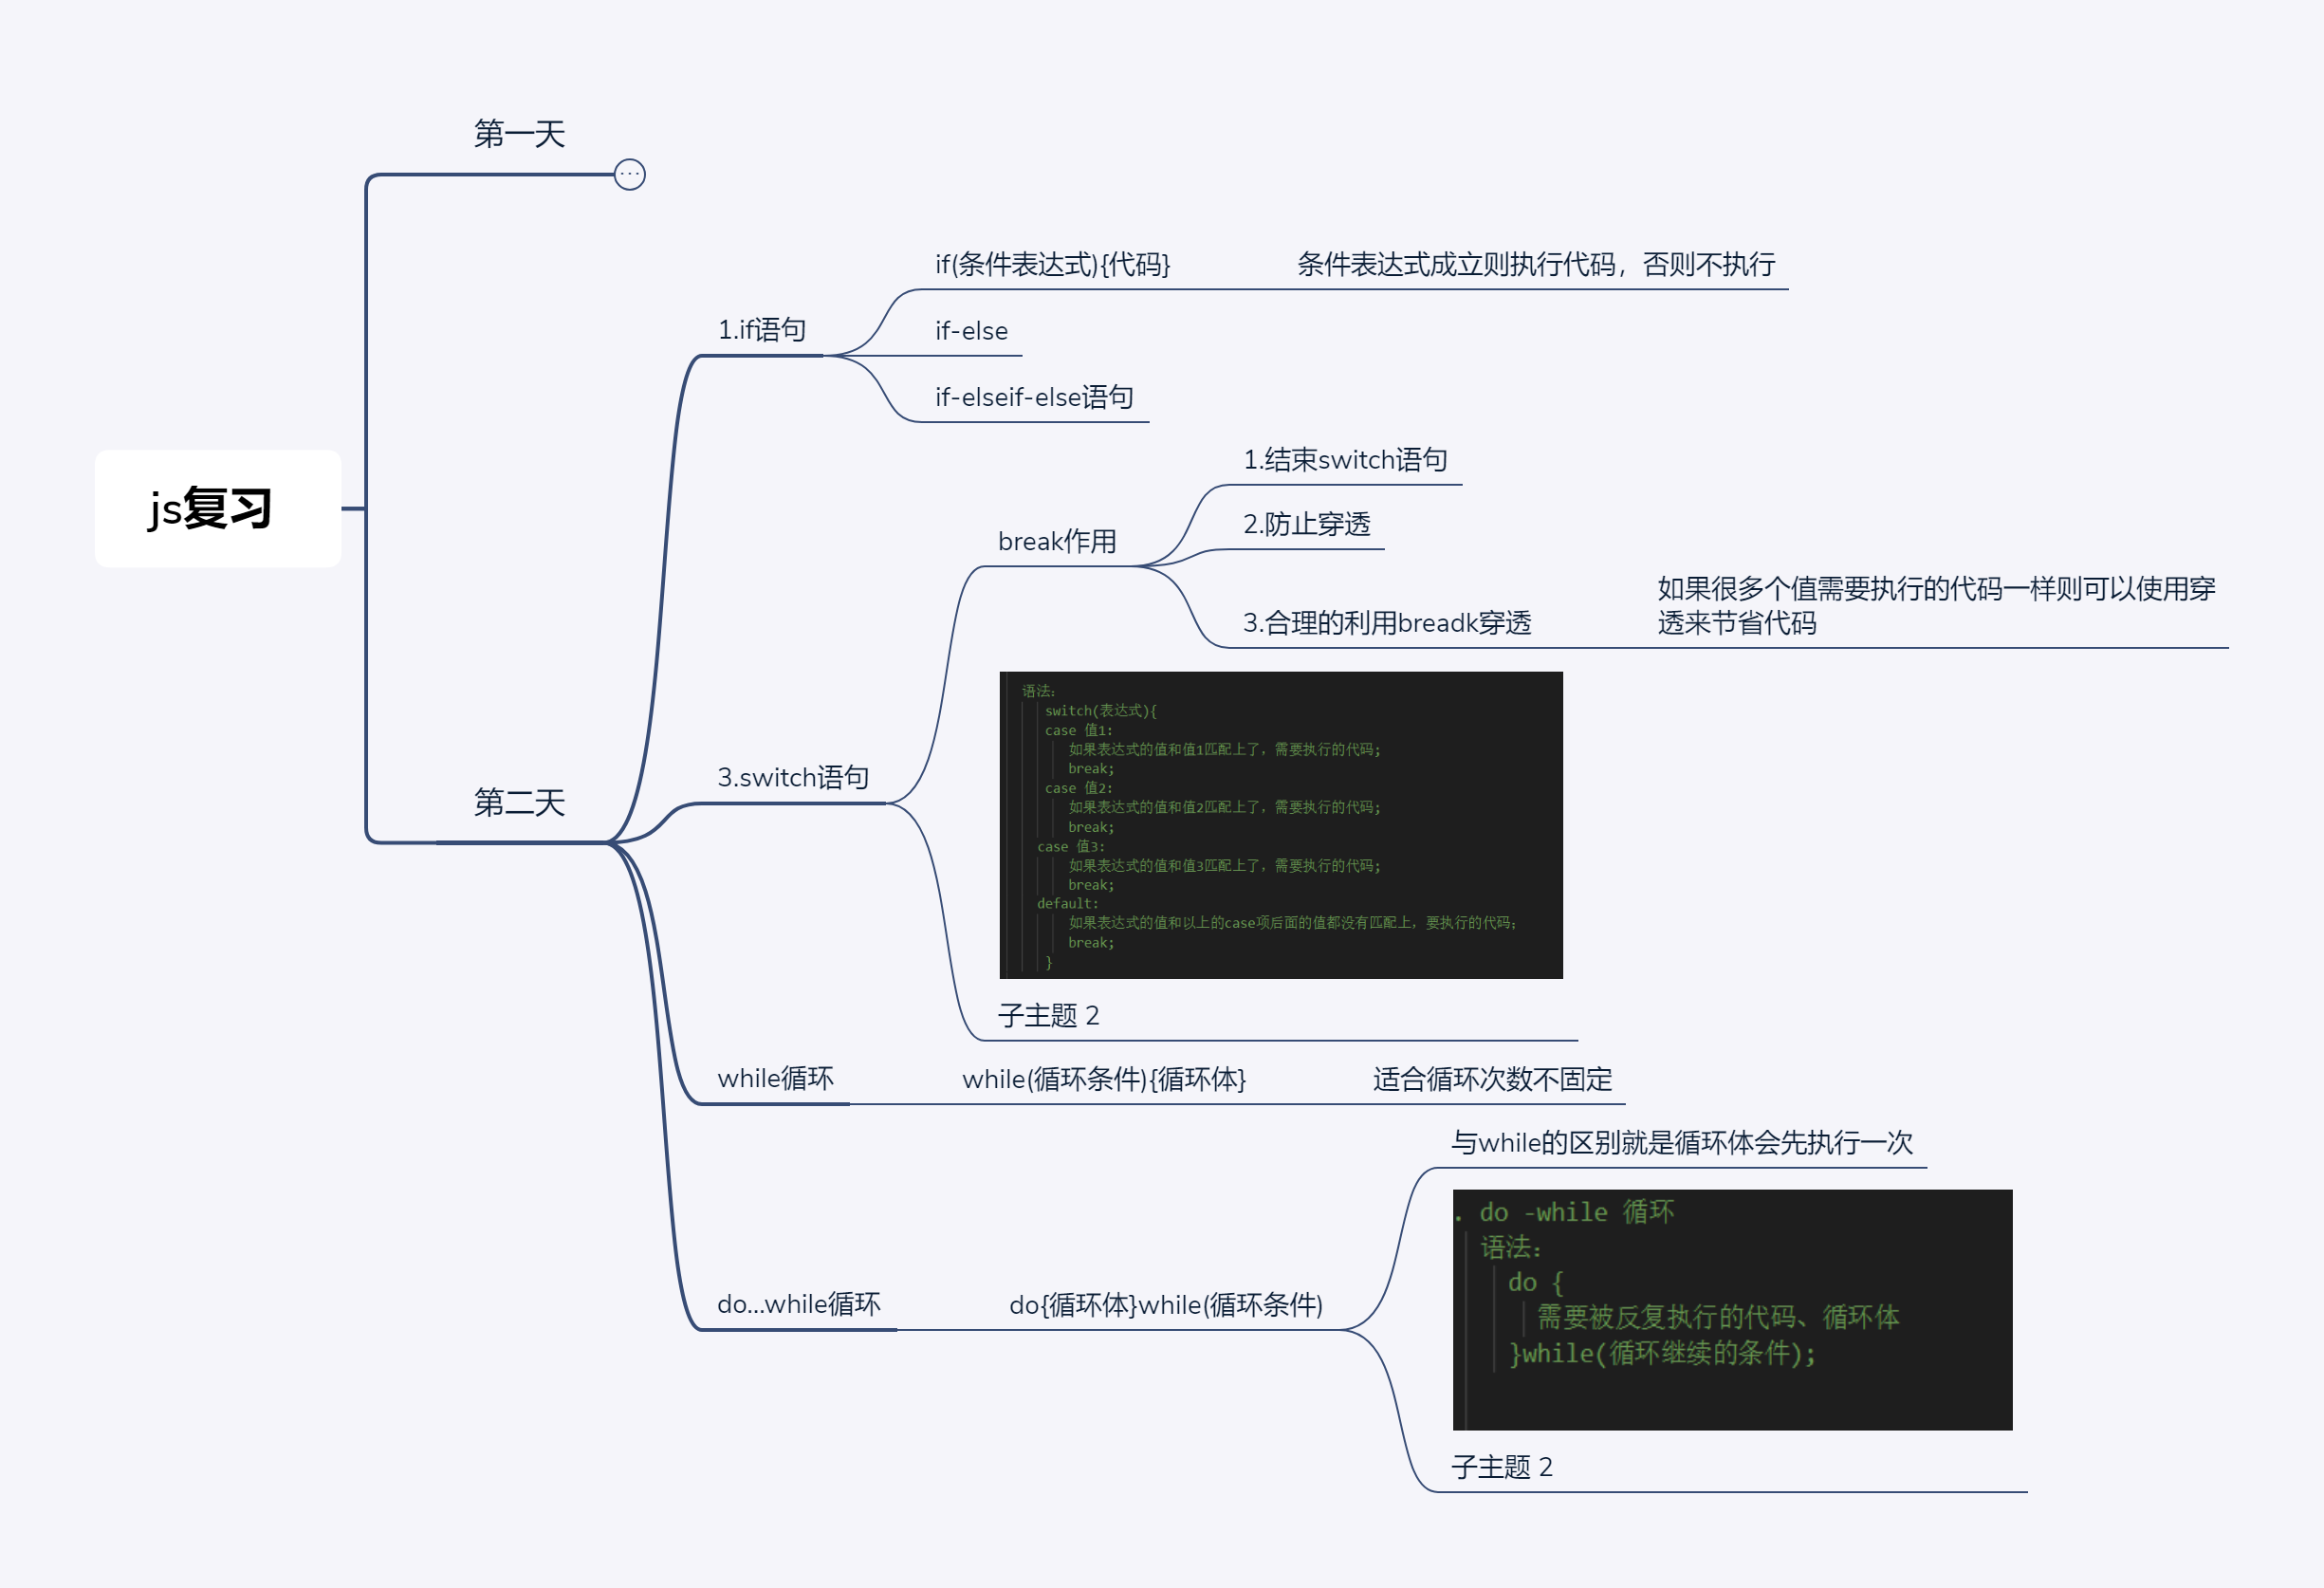 js复习
第一天
第二天
1.if语句
if(条件表达式){代码}
条件表达式成立则执行代码，否则不执行
if-else
if-elseif-else语句
3.switch语句
break作用
1.结束switch语句
2.防止穿透
3.合理的利用breadk穿透
如果很多个值需要执行的代码一样则可以使用穿
透来节省代码
语法：
switch(表达式){
case 值1:
如果表达式的值和值1匹配上了，需要执行的代码;
break;
case 值2:
如果表达式的值和值2匹配上了，需要执行的代码;
break;
case 值3:
如果表达式的值和值3匹配上了，需要执行的代码;
break;
default:
如果表达式的值和以上的case项后面的值都没有匹配上，要执行的代码;
break;
}
子主题 2
while循环
while(循环条件){循环体}
适合循环次数不固定
do...while循环
do{循环体}while(循环条件)
与while的区别就是循环体会先执行一次
. do -while 循环
语法：
do {
需要被反复执行的代码、循环体
}while(循环继续的条件);
子主题 2